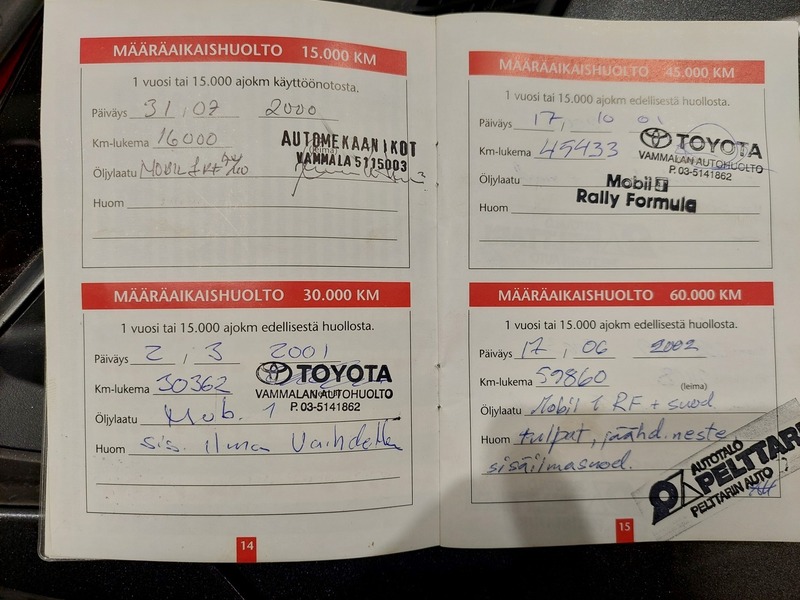 MÄÄRÄAIKAISHUOLTO 15.000 KM
1 vuosi tai 15.000 ajokm käyttöönotosta.
Päiväys 31, 07 2000
Km-lukema 16000
AUTOMEKAANIKOT
(leima)
VAMMALA 5115003
Öljylaatu MOBIL 1 RF
Huom
MÄÄRÄAIKAISHUOLTO 30.000 KM
1 vuosi tai 15.000 ajokm edellisestä huollosta.
Päiväys 2, 3 2001
Km-lukema 30362
TOYOTA
VAMMALAN AUTOHUOLTO
P. 03-5141862
Öljylaatu Mob. 1
Huom sis. ilma Vaihdettu
14
MÄÄRÄAIKAISHUOLTO 45.000 KM
1 vuosi tai 15.000 ajokm edellisestä huollosta.
Päiväys 17, 10 01
Km-lukema 45433
TOYOTA
VAMMALAN AUTOHUOLTO
P. 03-5141862
Öljylaatu Mobil 1
Rally Formula
Huom
MÄÄRÄAIKAISHUOLTO 60.000 KM
1 vuosi tai 15.000 ajokm edellisestä huollosta.
Päiväys 17, 06 2002
Km-lukema 59860
(leima)
Öljylaatu Mobil 1 RF + suod.
Huom tulpat, jäähd. neste
sisäilmasuod.
AUTOTALO
PELTTARI
PELTTARIN AUTO
15